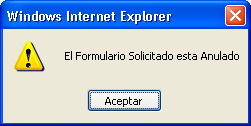 Windows Internet Explorer
El Formulario Solicitado esta Anulado
Aceptar